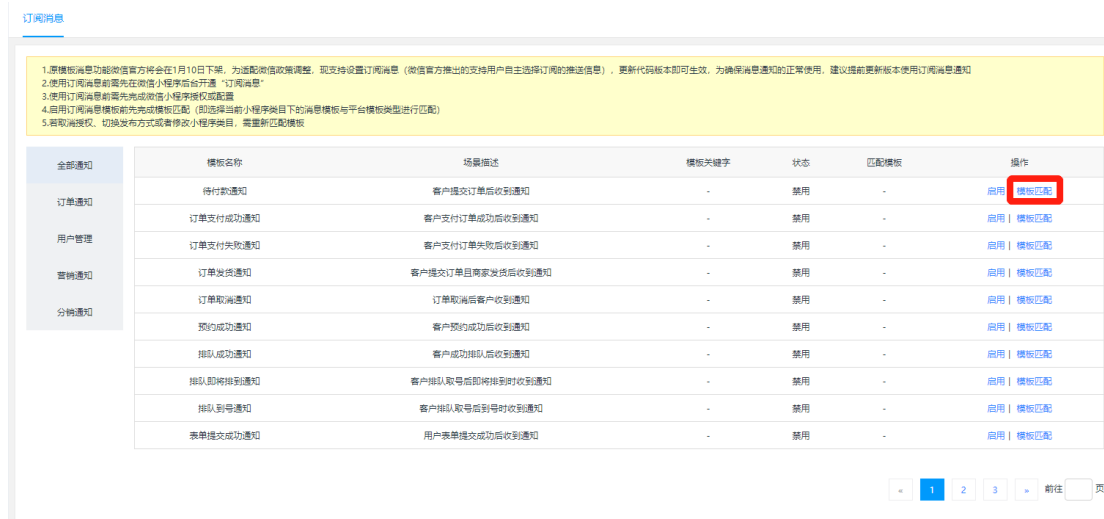 订阅消息
1.原模板消息功能微信官方将会在1月10日下架，为适配微信政策调整，现支持设置订阅消息（微信官方推出的支持用户自主选择订阅的推送信息），更新代码版本即可生效，为确保消息通知的正常使用，建议提前更新版本使用订阅消息通知
2.使用订阅消息前需先在微信小程序后台开通“订阅消息”
3.使用订阅消息前需先完成微信小程序授权或配置
4.启用订阅消息模板前先完成模板匹配（即选择当前小程序类目下的消息模板与平台模板类型进行匹配）
5.若取消授权、切换发布方式或者修改小程序类目，需重新匹配模板
全部通知
订单通知
用户管理
营销通知
分销通知
模板名称 场景描述 模板关键字 状态 匹配模板 操作
待付款通知 客户提交订单后收到通知 - 禁用 - 启用 | 模板匹配
订单支付成功通知 客户支付订单成功后收到通知 - 禁用 - 启用 | 模板匹配
订单支付失败通知 客户支付订单失败后收到通知 - 禁用 - 启用 | 模板匹配
订单发货通知 客户提交订单且商家发货后收到通知 - 禁用 - 启用 | 模板匹配
订单取消通知 订单取消后客户收到通知 - 禁用 - 启用 | 模板匹配
预约成功通知 客户预约成功后收到通知 - 禁用 - 启用 | 模板匹配
排队成功通知 客户成功排队后收到通知 - 禁用 - 启用 | 模板匹配
排队即将排到通知 客户排队取号后即将排到时收到通知 - 禁用 - 启用 | 模板匹配
排队到号通知 客户排队取号后到号时收到通知 - 禁用 - 启用 | 模板匹配
表单提交成功通知 用户表单提交成功后收到通知 - 禁用 - 启用 | 模板匹配
« 1 2 3 » 前往 页